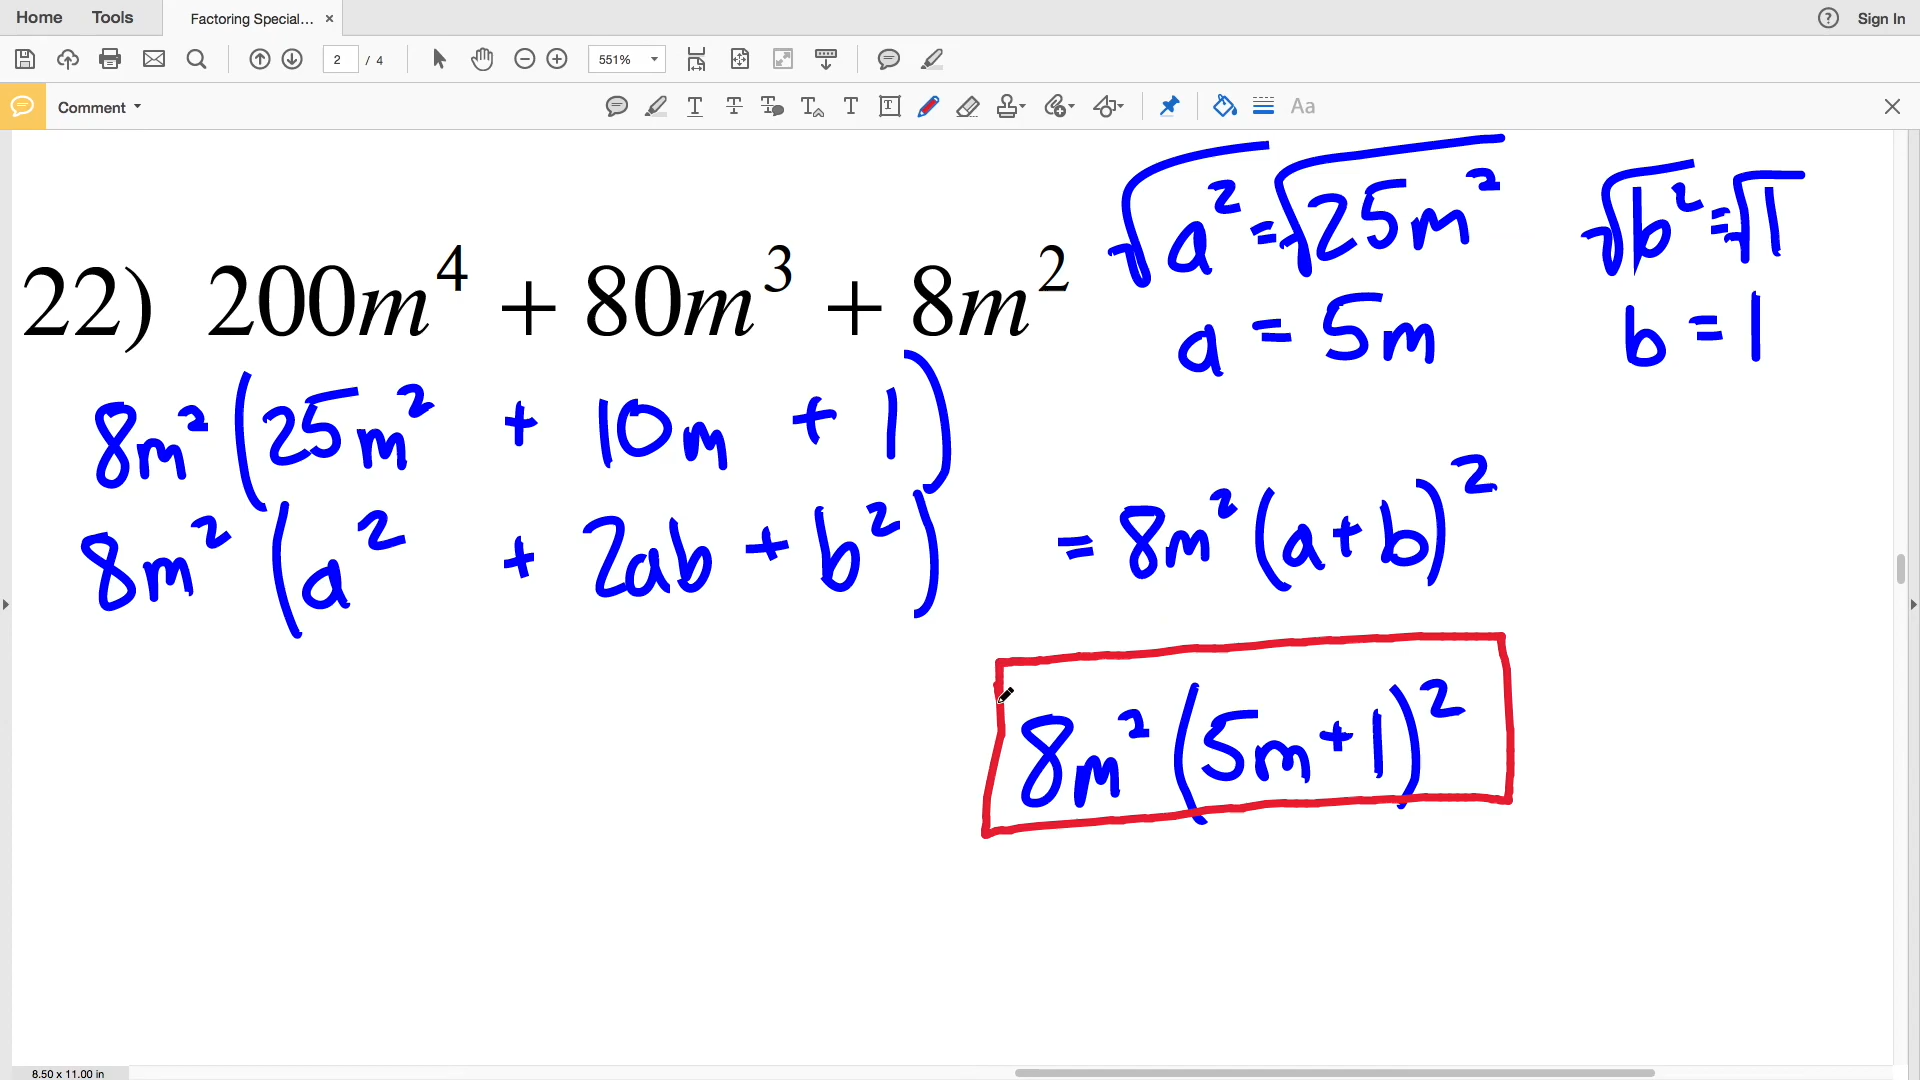 Home Tools Factoring Special... × Sign In
2 / 4 551%
Comment
T T T T T T Aa
√a² = √25m² √b² = √1
22) 200m⁴ + 80m³ + 8m²
a = 5m b = 1
8m² (25m² + 10m + 1)
8m² (a² + 2ab + b²) = 8m² (a + b)²
8m² (5m + 1)²
8.50 x 11.00 in